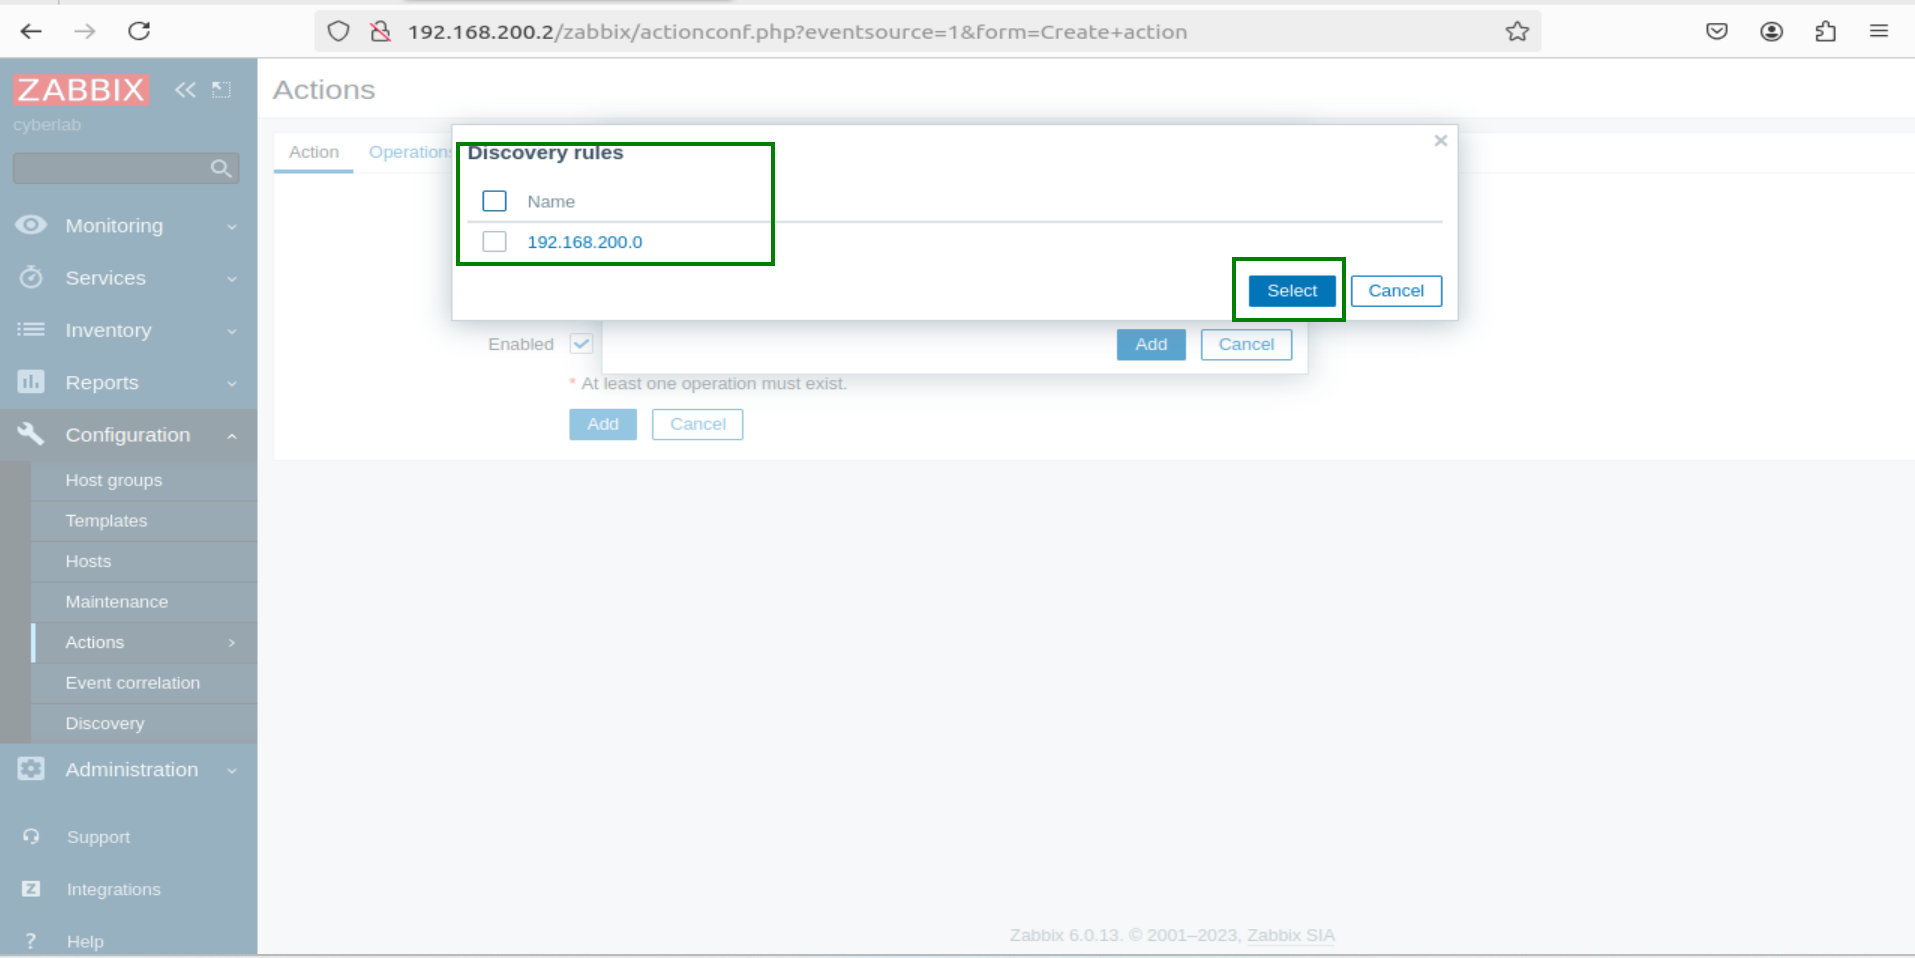 192.168.200.2/zabbix/actionconf.php?eventsource=1&form=Create+action
ZABBIX
cyberlab
Monitoring
Services
Inventory
Reports
Configuration
Host groups
Templates
Hosts
Maintenance
Actions
Event correlation
Discovery
Administration
Support
Z Integrations
? Help
Actions
Action Operations
Discovery rules
Name
192.168.200.0
Select Cancel
Enabled
Add Cancel
* At least one operation must exist.
Add Cancel
Zabbix 6.0.13. © 2001–2023, Zabbix SIA